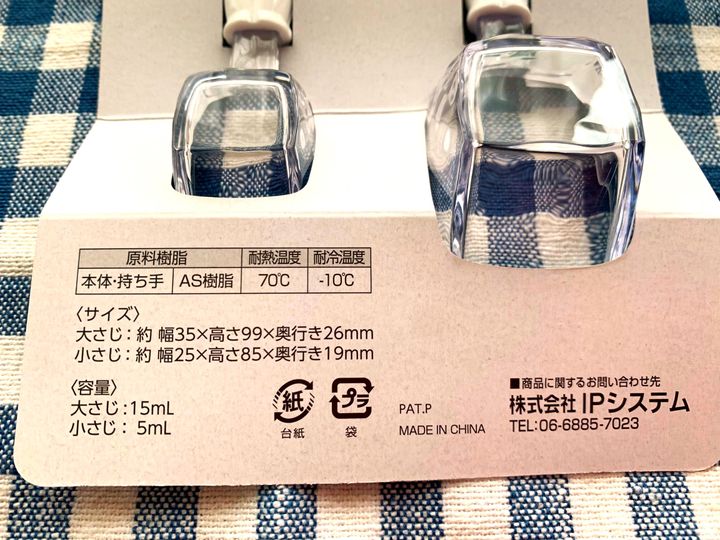 原料樹脂 耐熱温度 耐冷温度
本体・持ち手 AS樹脂 70℃ -10℃
〈サイズ〉
大さじ：約 幅35×高さ99×奥行き26mm
小さじ：約 幅25×高さ85×奥行き19mm
〈容量〉
大さじ：15mL
小さじ： 5mL
紙
台紙
プラ
袋
PAT.P
MADE IN CHINA
■商品に関するお問い合わせ先
株式会社 IPシステム
TEL：06-6885-7023